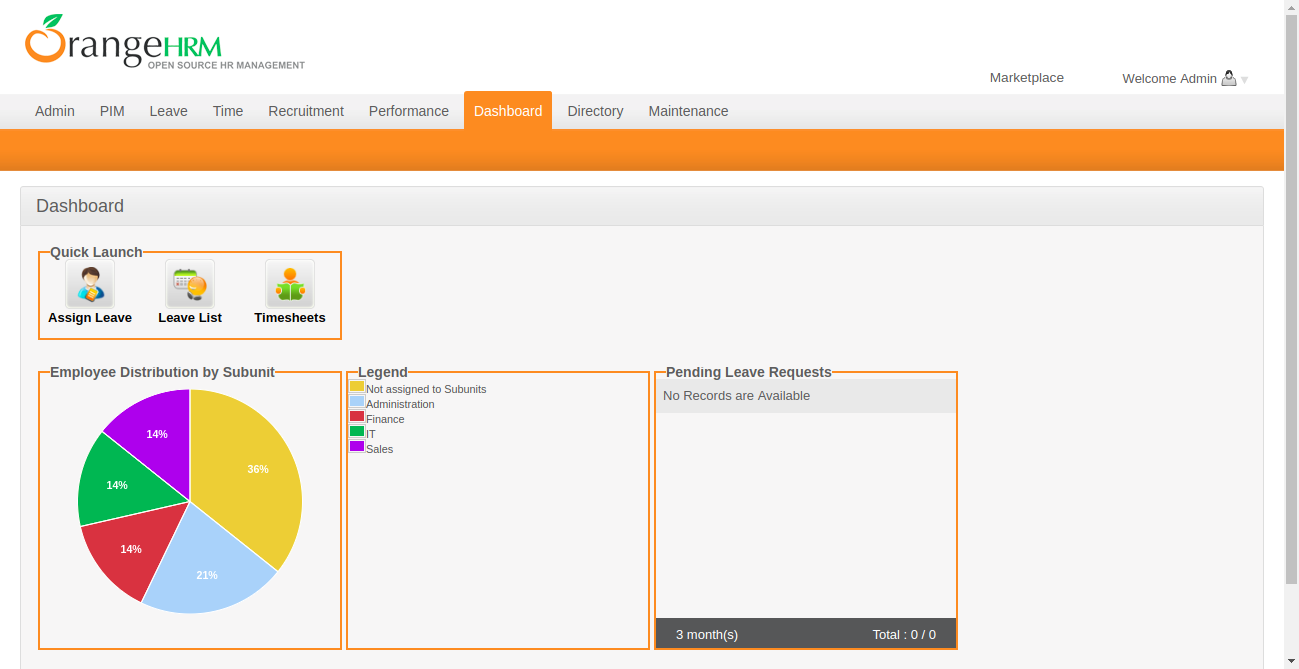 OrangeHRM
OPEN SOURCE HR MANAGEMENT
Marketplace
Welcome Admin
Admin PIM Leave Time Recruitment Performance Dashboard Directory Maintenance
Dashboard
Quick Launch
Assign Leave Leave List Timesheets
Employee Distribution by Subunit
14%
36%
14%
14%
21%
Legend
Not assigned to Subunits
Administration
Finance
IT
Sales
Pending Leave Requests
No Records are Available
3 month(s) Total : 0 / 0